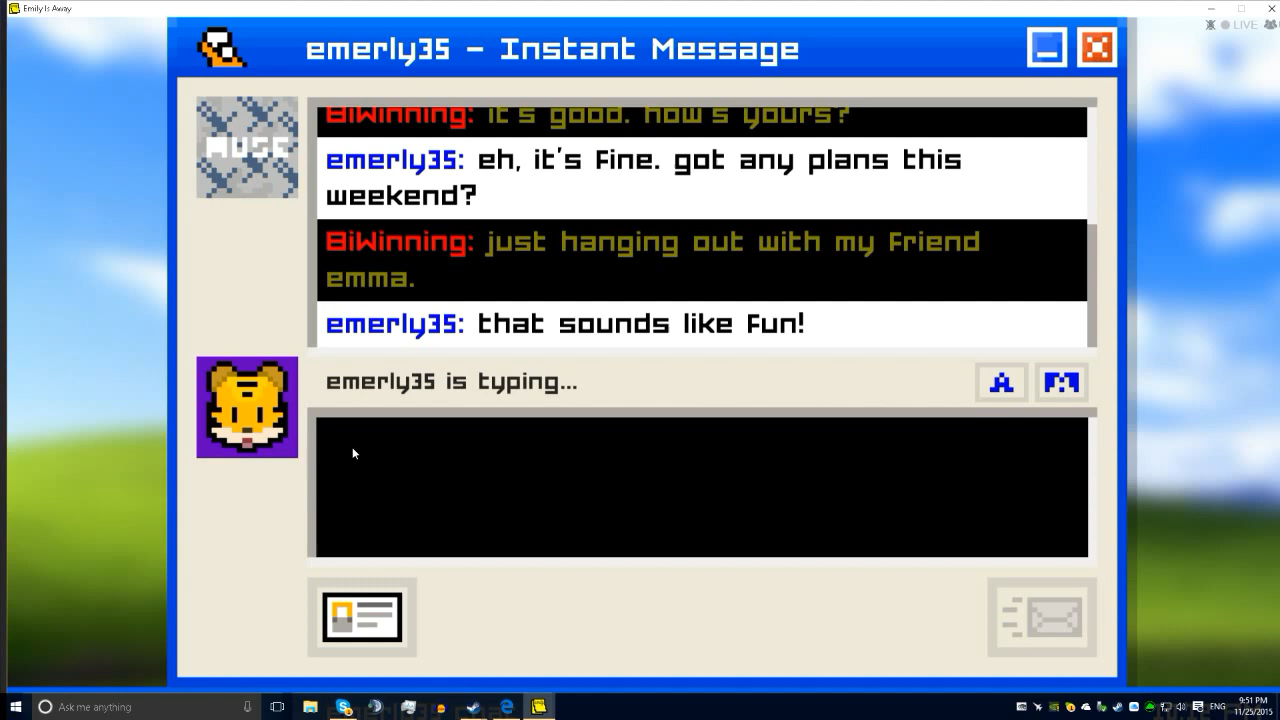 Emily Is Away
LIVE
emerly35 - Instant Message
MUSE
BiWinning: it's good. how's yours?
emerly35: eh, it's fine. got any plans this
weekend?
BiWinning: just hanging out with my friend
emma.
emerly35: that sounds like fun!
emerly35 is typing...
A
Ask me anything
ENG
9:51 PM
11/25/2015